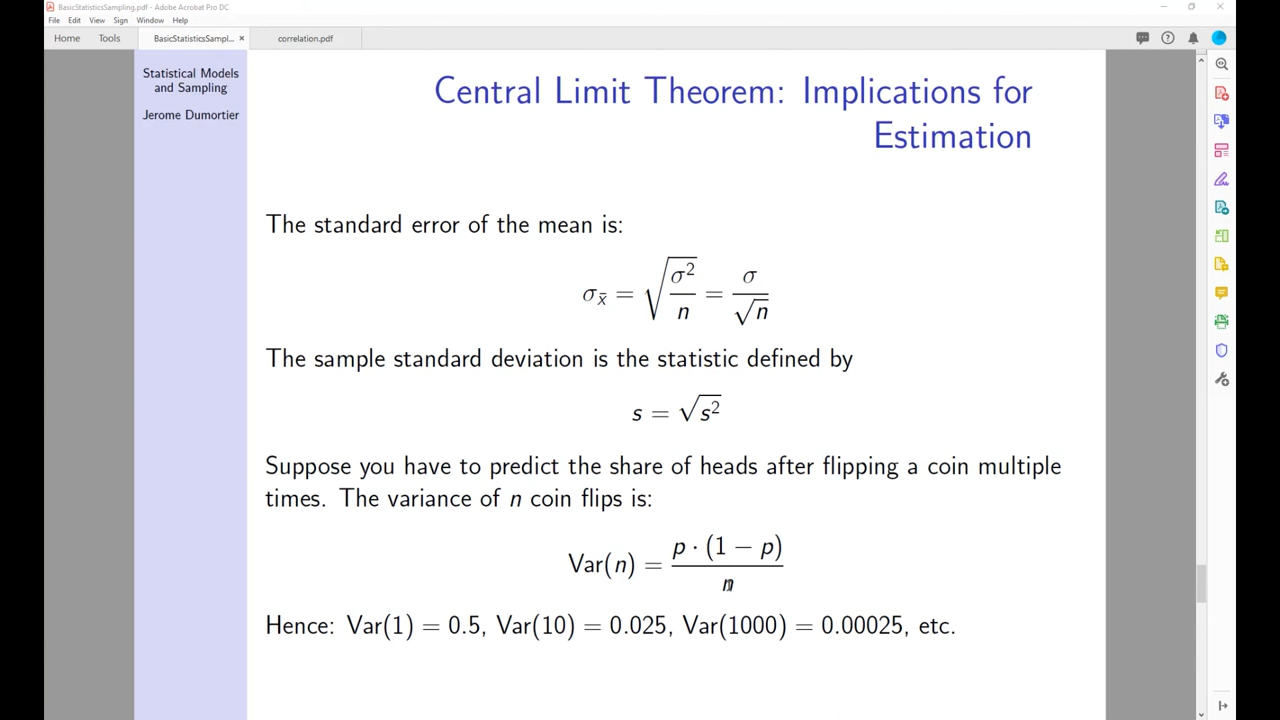 BasicStatisticsSampling.pdf - Adobe Acrobat Pro DC
File Edit View Sign Window Help
Home Tools BasicStatisticsSampl... × correlation.pdf
Statistical Models
and Sampling
Jerome Dumortier
Central Limit Theorem: Implications for
Estimation
The standard error of the mean is:
σ_x̄ = √(σ²/n) = σ/√n
The sample standard deviation is the statistic defined by
s = √s²
Suppose you have to predict the share of heads after flipping a coin multiple
times. The variance of n coin flips is:
Var(n) = p · (1 − p)/n
Hence: Var(1) = 0.5, Var(10) = 0.025, Var(1000) = 0.00025, etc.